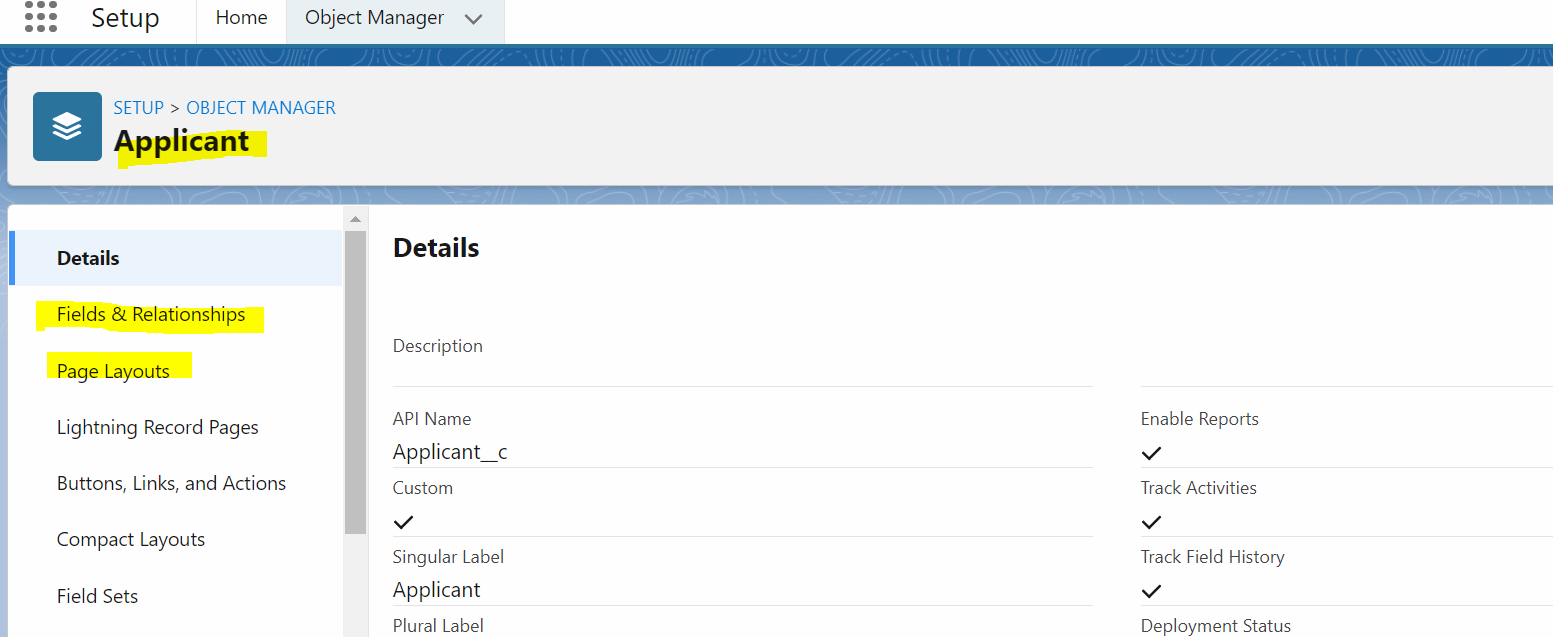 Setup
Home
Object Manager
SETUP > OBJECT MANAGER
Applicant
Details
Fields & Relationships
Page Layouts
Lightning Record Pages
Buttons, Links, and Actions
Compact Layouts
Field Sets
Details
Description
API Name
Applicant__c
Custom
Singular Label
Applicant
Plural Label
Enable Reports
Track Activities
Track Field History
Deployment Status